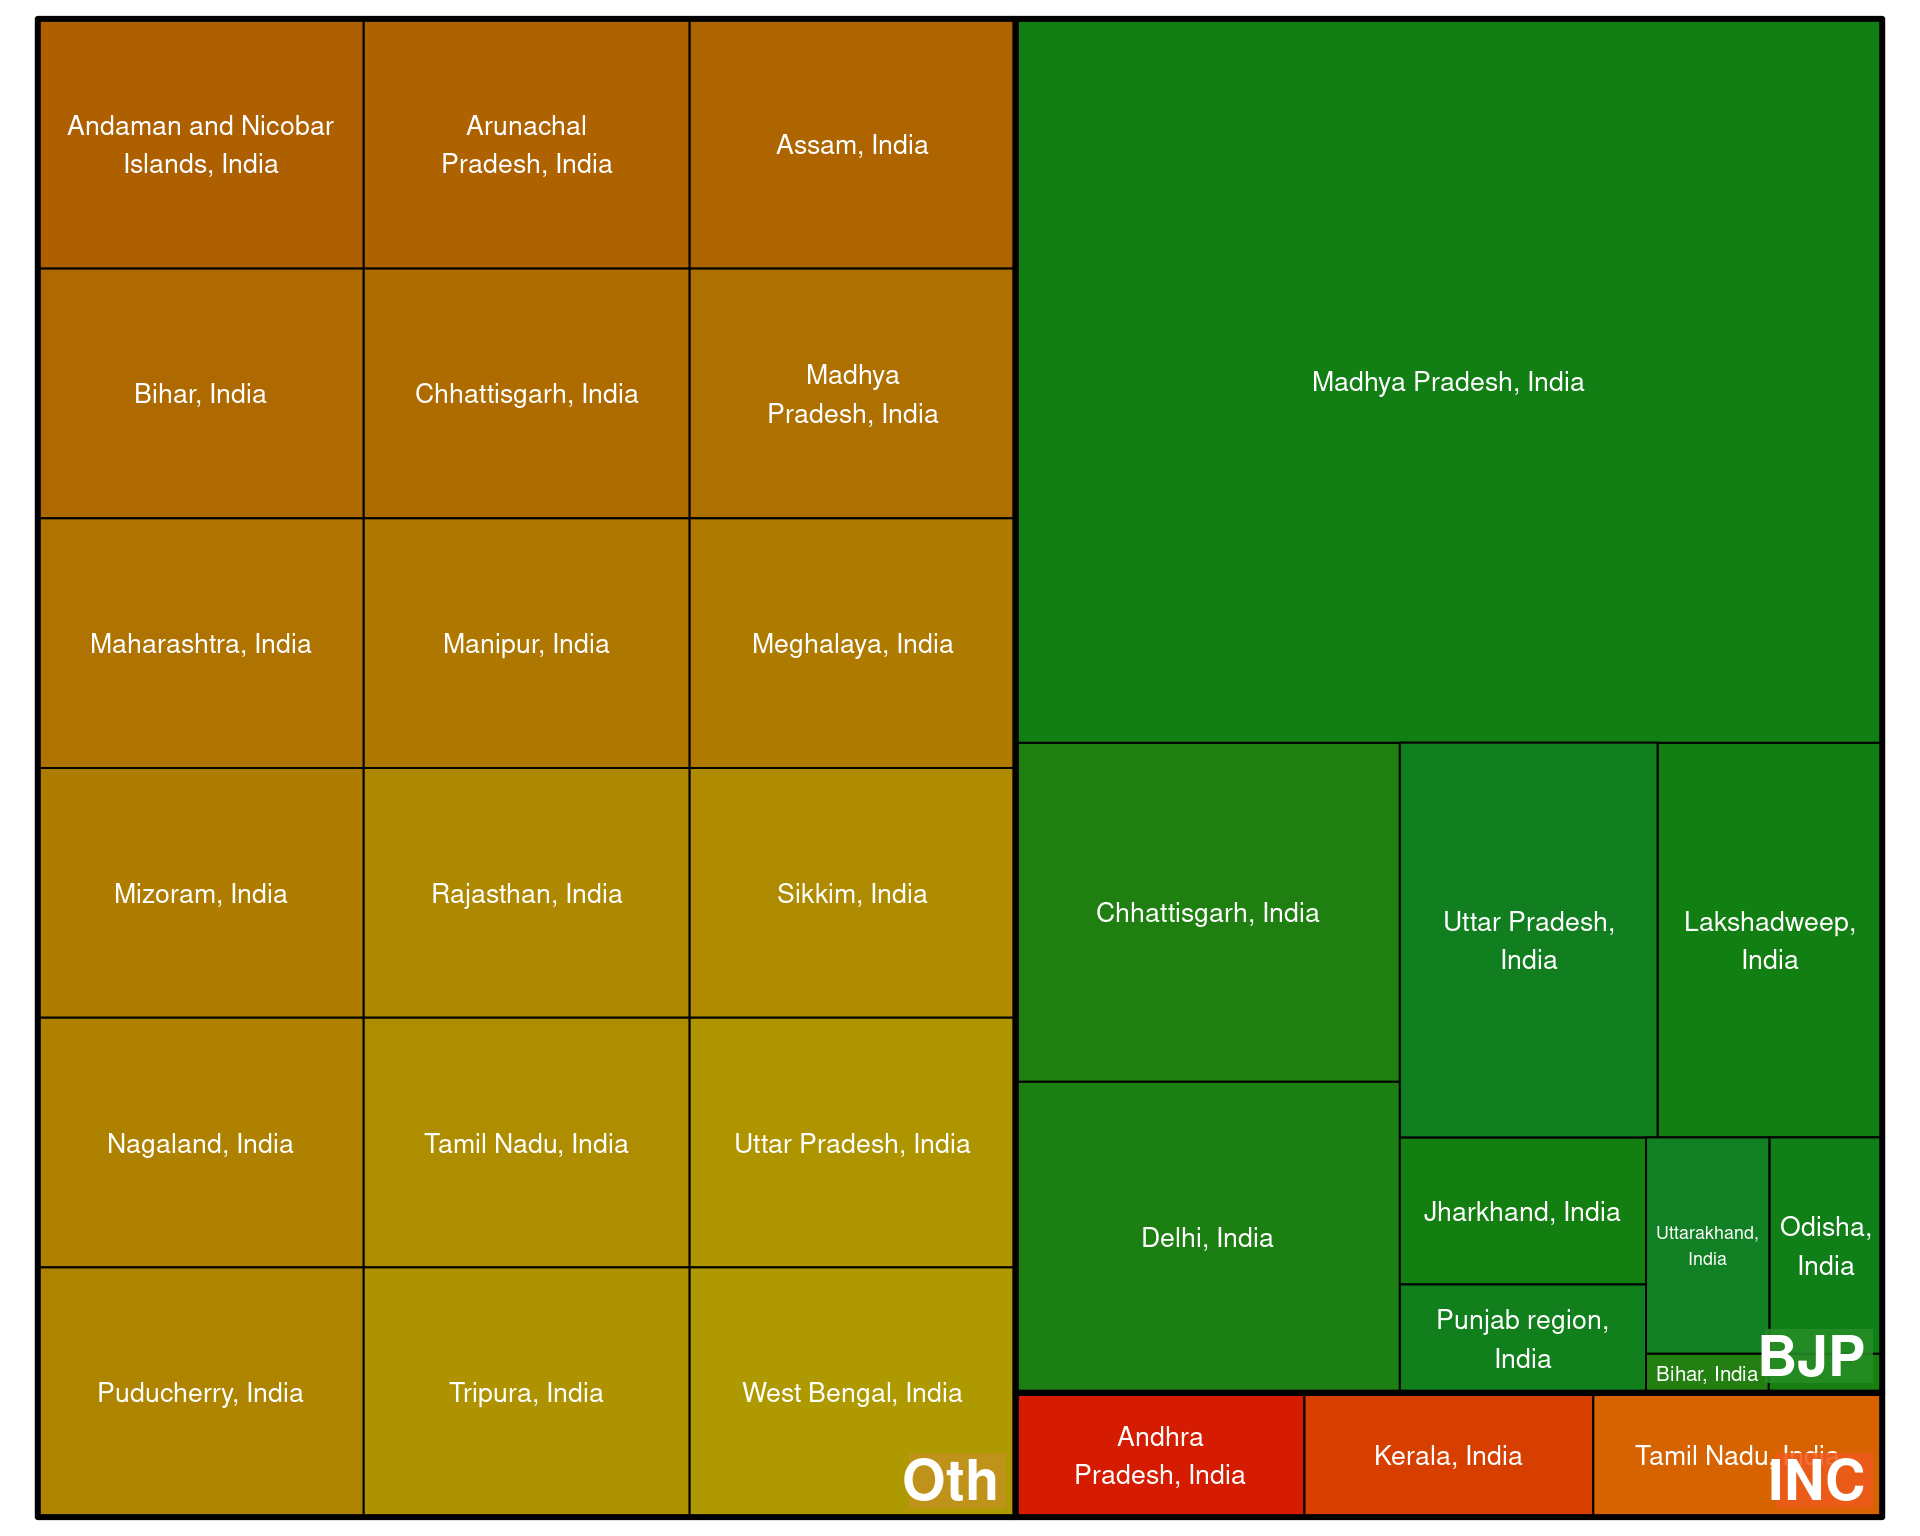 Andaman and Nicobar
Islands, India
Arunachal
Pradesh, India
Assam, India
Bihar, India
Chhattisgarh, India
Madhya
Pradesh, India
Maharashtra, India
Manipur, India
Meghalaya, India
Mizoram, India
Rajasthan, India
Sikkim, India
Nagaland, India
Tamil Nadu, India
Uttar Pradesh, India
Puducherry, India
Tripura, India
West Bengal, India
Oth
Madhya Pradesh, India
Chhattisgarh, India
Uttar Pradesh,
India
Lakshadweep,
India
Delhi, India
Jharkhand, India
Uttarakhand,
India
Odisha,
India
Punjab region,
India
Bihar, India
BJP
Andhra
Pradesh, India
Kerala, India
Tamil Nadu, India
INC